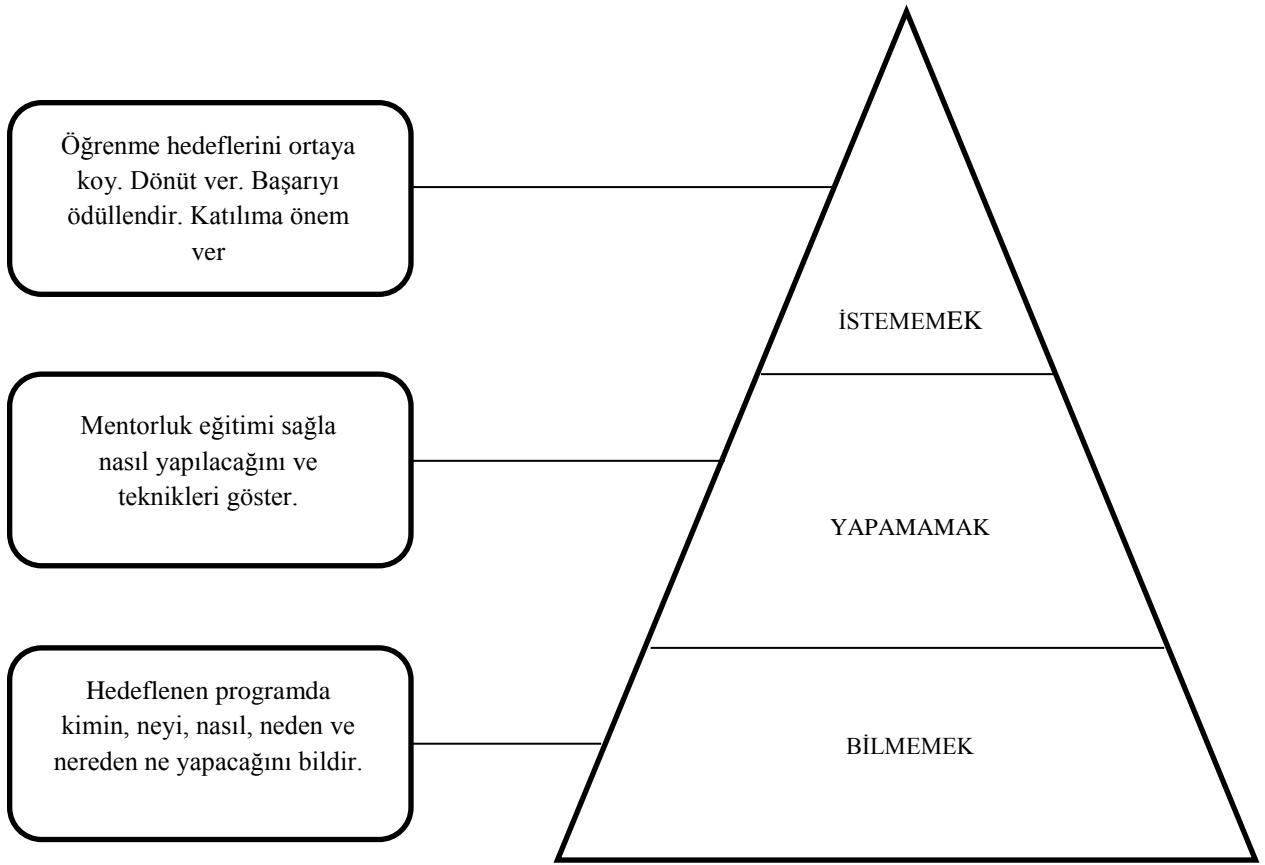 Öğrenme hedeflerini ortaya
koy. Dönüt ver. Başarıyı
ödüllendir. Katılıma önem
ver
İSTEMEMEK
Mentorluk eğitimi sağla
nasıl yapılacağını ve
teknikleri göster.
YAPAMAMAK
Hedeflenen programda
kimin, neyi, nasıl, neden ve
nereden ne yapacağını bildir.
BİLMEMEK